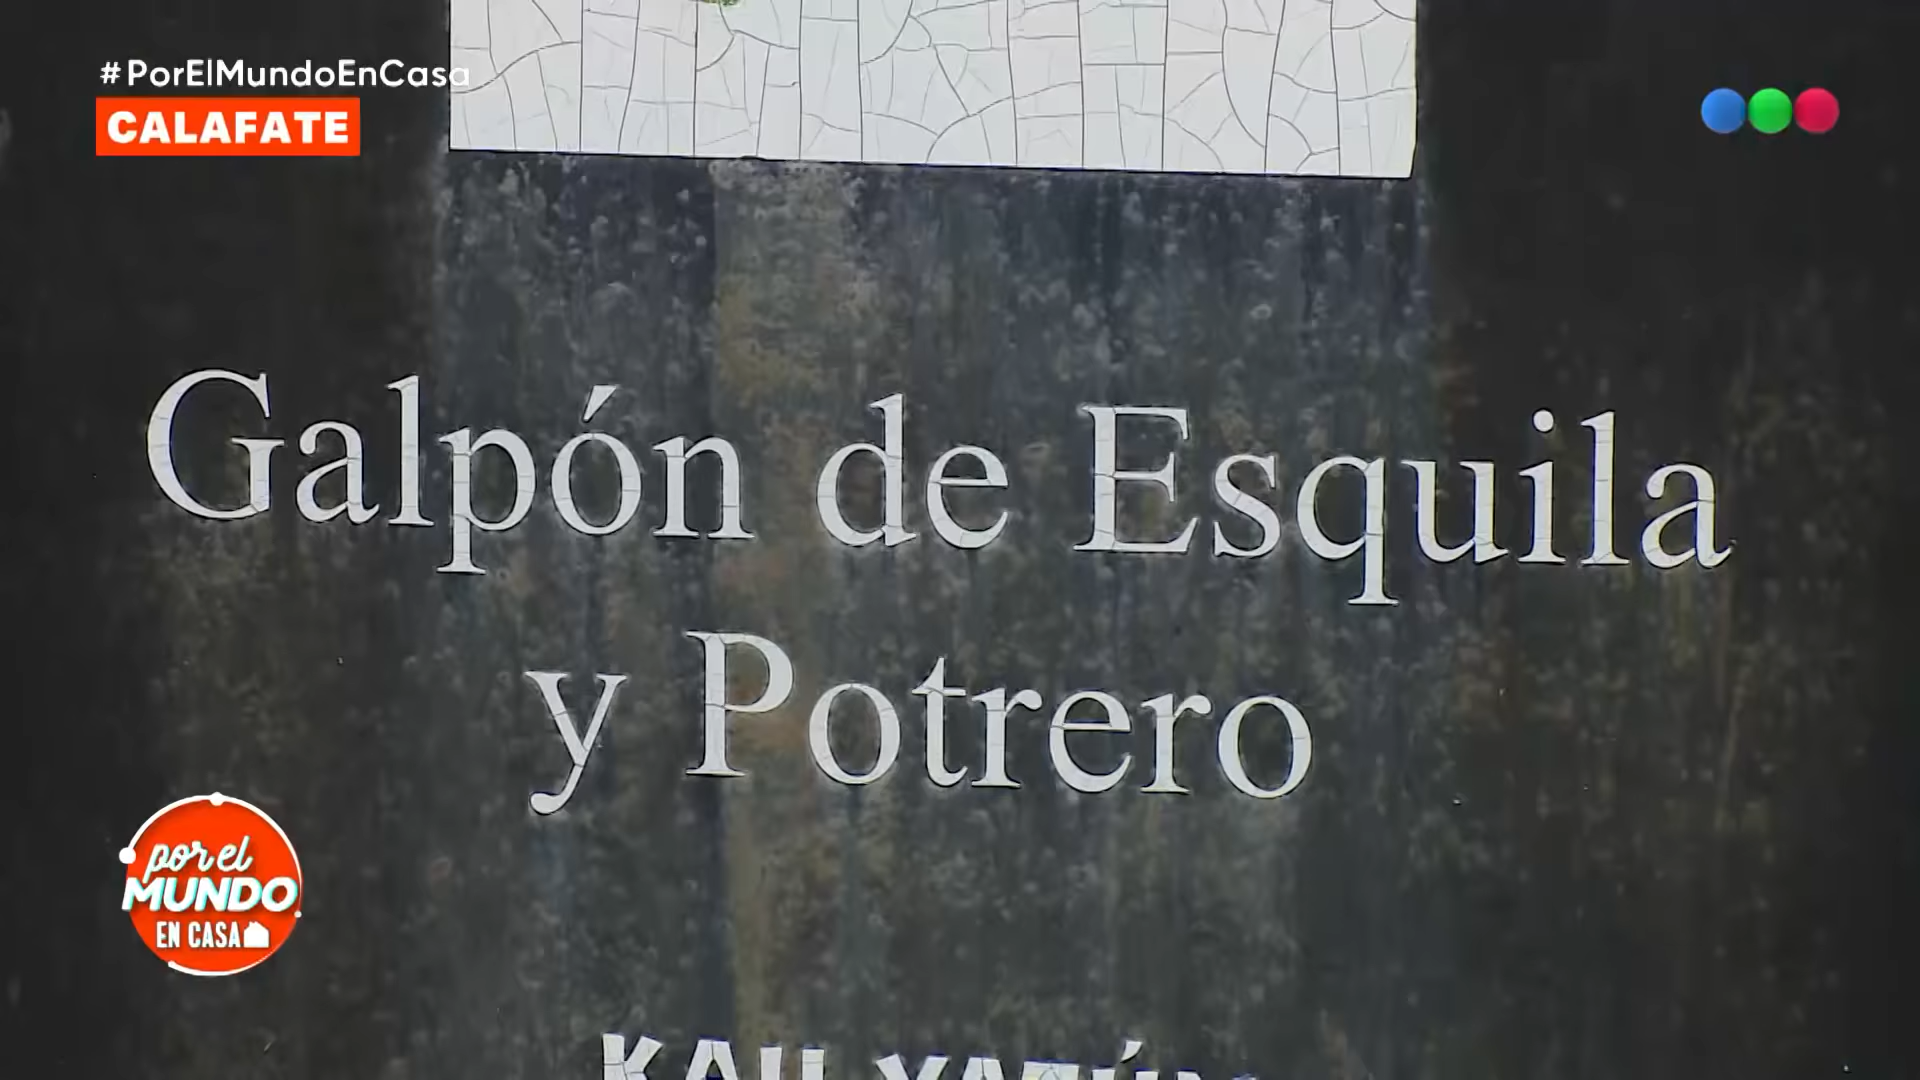 #PorElMundoEnCasa
CALAFATE
Galpón de Esquila
y Potrero
por el
MUNDO
EN CASA